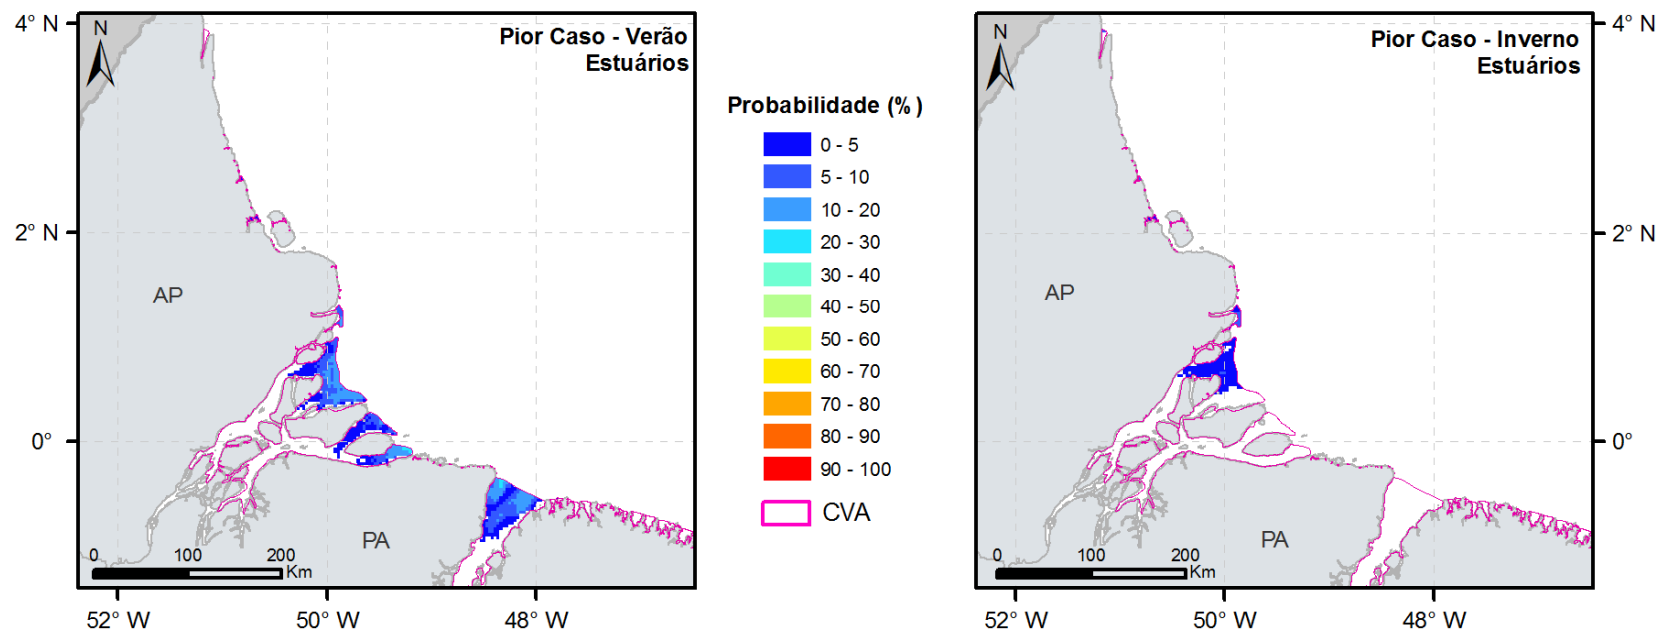 4° N
2° N
0°
N
Pior Caso - Verão
Estuários
AP
PA
0
100
200
Km
52° W
50° W
48° W
Probabilidade (%)
0 - 5
5 - 10
10 - 20
20 - 30
30 - 40
40 - 50
50 - 60
60 - 70
70 - 80
80 - 90
90 - 100
CVA
N
Pior Caso - Inverno
Estuários
AP
PA
0
100
200
Km
4° N
2° N
0°
52° W
50° W
48° W